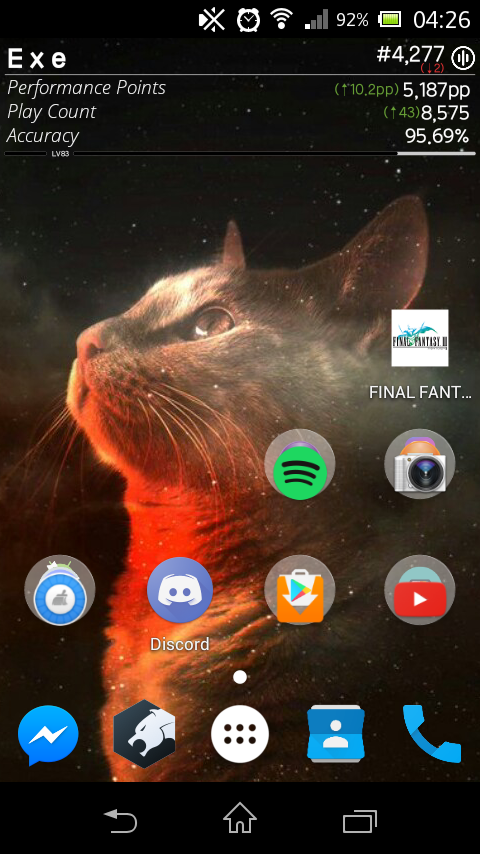 92% 04:26
Exe #4,277
(↓2)
Performance Points (↑10.2pp) 5,187pp
Play Count (↑43) 8,575
Accuracy 95.69%
LV83
FINAL FANTASY III
FINAL FANT...
Discord